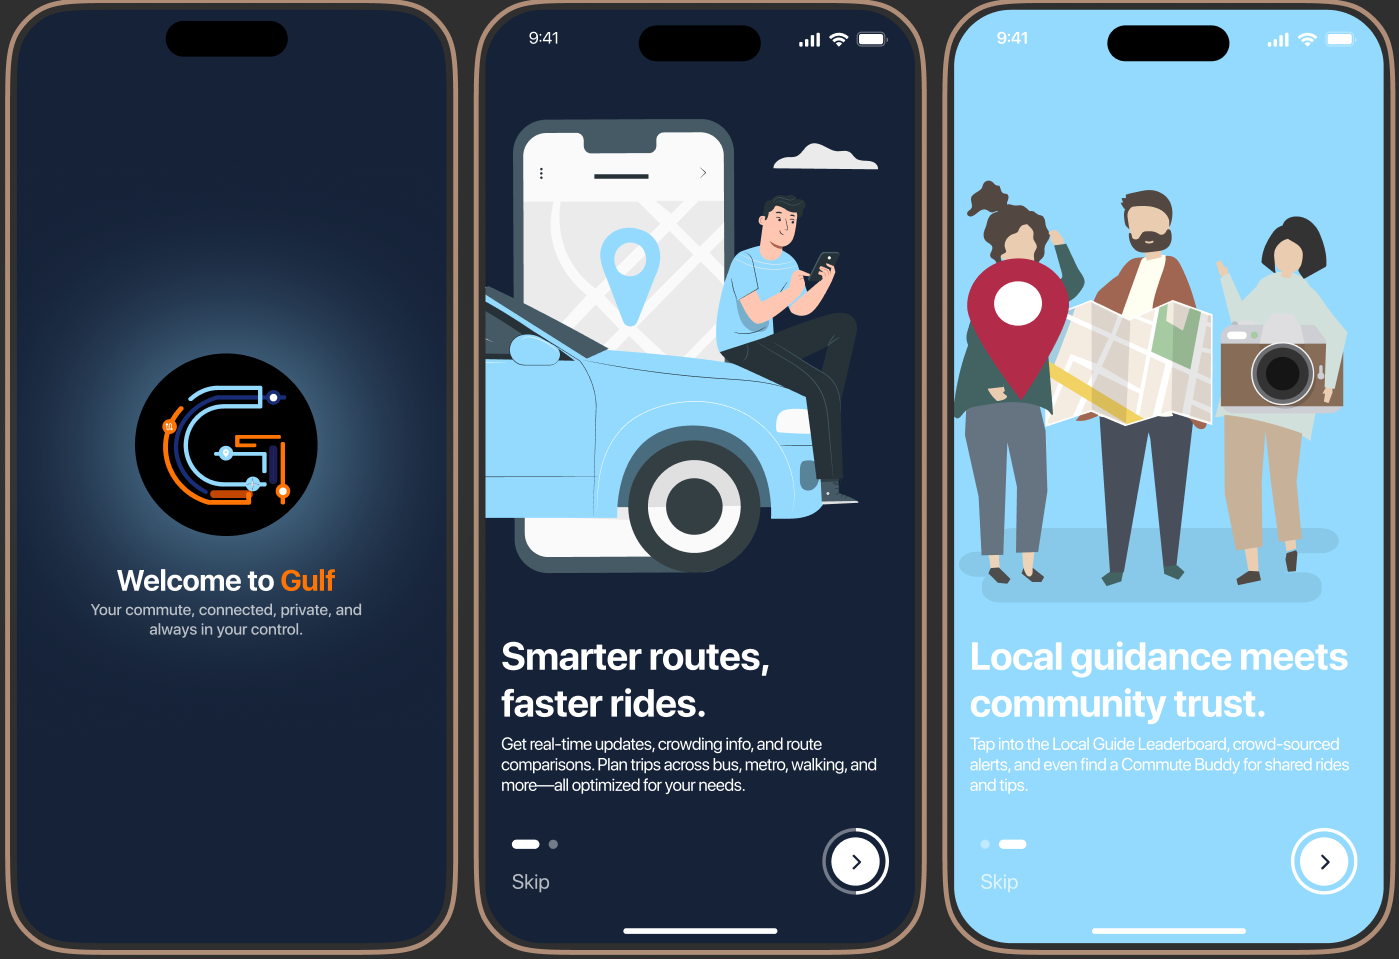 Welcome to Gulf
Your commute, connected, private, and
always in your control.
9:41
Smarter routes,
faster rides.
Get real-time updates, crowding info, and route
comparisons. Plan trips across bus, metro, walking, and
more—all optimized for your needs.
Skip
9:41
Local guidance meets
community trust.
Tap into the Local Guide Leaderboard, crowd-sourced
alerts, and even find a Commute Buddy for shared rides
and tips.
Skip